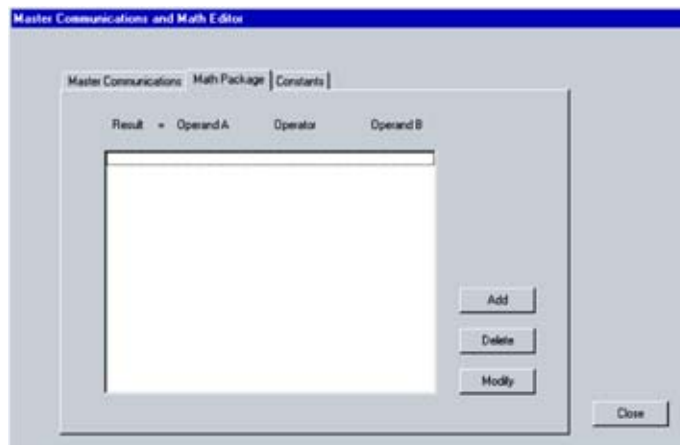 Master Communications and Math Editor
Master Communications Math Package Constants
Result = Operand A Operator Operand B
Add
Delete
Modify
Close